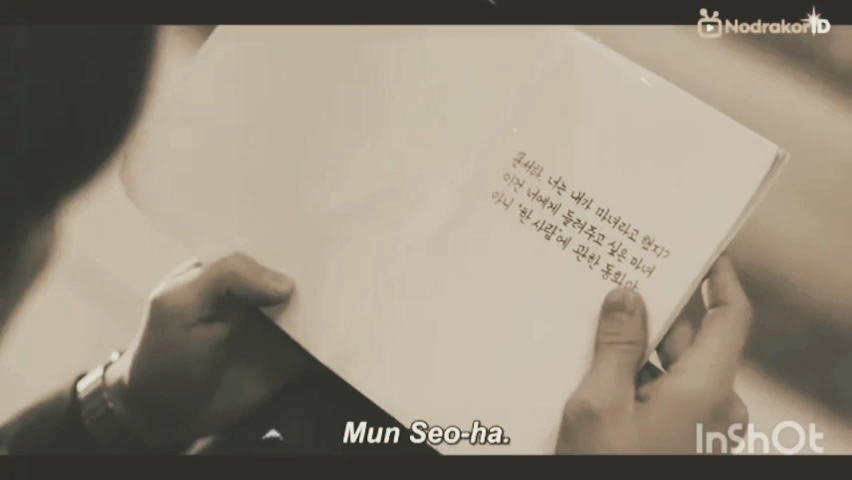 NodrakorID
문서하, 너는 내가 마녀라고 했지?
이건 너에게 들려주고 싶은 마녀
아니 '한 사람'에 관한 동화야
Mun Seo-ha.
InShOt